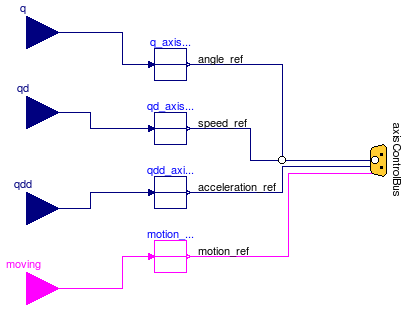 q
q_axis...
angle_ref
qd
qd_axis...
speed_ref
qdd
qdd_axi...
acceleration_ref
moving
motion_...
motion_ref
axisControlBus